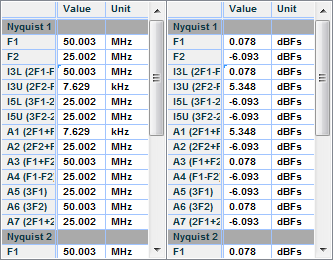 Value Unit
Nyquist 1
F1 50.003 MHz
F2 25.002 MHz
I3L (2F1-F 50.003 MHz
I3U (2F2-F 7.629 kHz
I5L (3F1-2 25.002 MHz
I5U (3F2-2 25.002 MHz
A1 (2F1+F 7.629 kHz
A2 (2F2+F 25.002 MHz
A3 (F1+F2 50.003 MHz
A4 (F1-F2) 25.002 MHz
A5 (3F1) 25.002 MHz
A6 (3F2) 50.003 MHz
A7 (2F1+2 25.002 MHz
Nyquist 2
F1 50.003 MHz
Value Unit
Nyquist 1
F1 0.078 dBFs
F2 -6.093 dBFs
I3L (2F1-F 0.078 dBFs
I3U (2F2-F 5.348 dBFs
I5L (3F1-2 -6.093 dBFs
I5U (3F2-2 -6.093 dBFs
A1 (2F1+F 5.348 dBFs
A2 (2F2+F -6.093 dBFs
A3 (F1+F2 0.078 dBFs
A4 (F1-F2) -6.093 dBFs
A5 (3F1) -6.093 dBFs
A6 (3F2) 0.078 dBFs
A7 (2F1+2 -6.093 dBFs
Nyquist 2
F1 0.078 dBFs